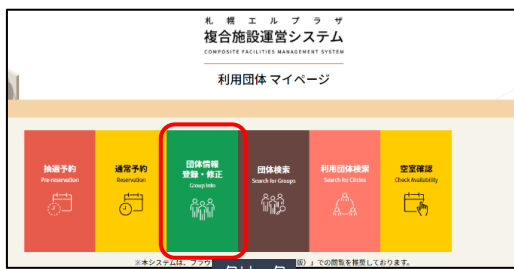 札幌エルプラザ
複合施設運営システム
COMPOSITE FACILITIES MANAGEMENT SYSTEM
利用団体 マイページ
抽選予約
Pre-reservation
通常予約
Reservation
団体情報
登録・修正
Group Info
団体検索
Search for Groups
利用団体検索
Search for Circles
空室確認
Check Availability
※本システムは、ブラウ
版）」での閲覧を推奨しております。
クリック